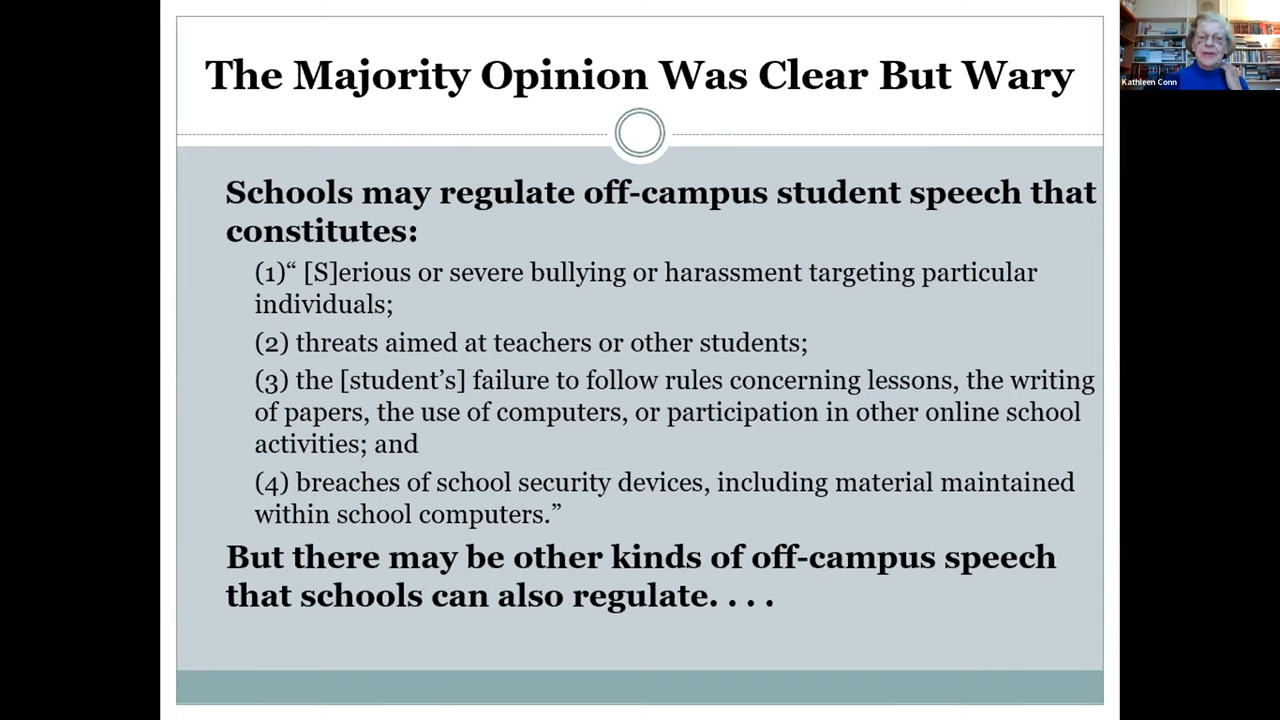 The Majority Opinion Was Clear But Wary
Kathleen Conn
Schools may regulate off-campus student speech that
constitutes:
(1)“ [S]erious or severe bullying or harassment targeting particular
individuals;
(2) threats aimed at teachers or other students;
(3) the [student’s] failure to follow rules concerning lessons, the writing
of papers, the use of computers, or participation in other online school
activities; and
(4) breaches of school security devices, including material maintained
within school computers.”
But there may be other kinds of off-campus speech
that schools can also regulate. . . .